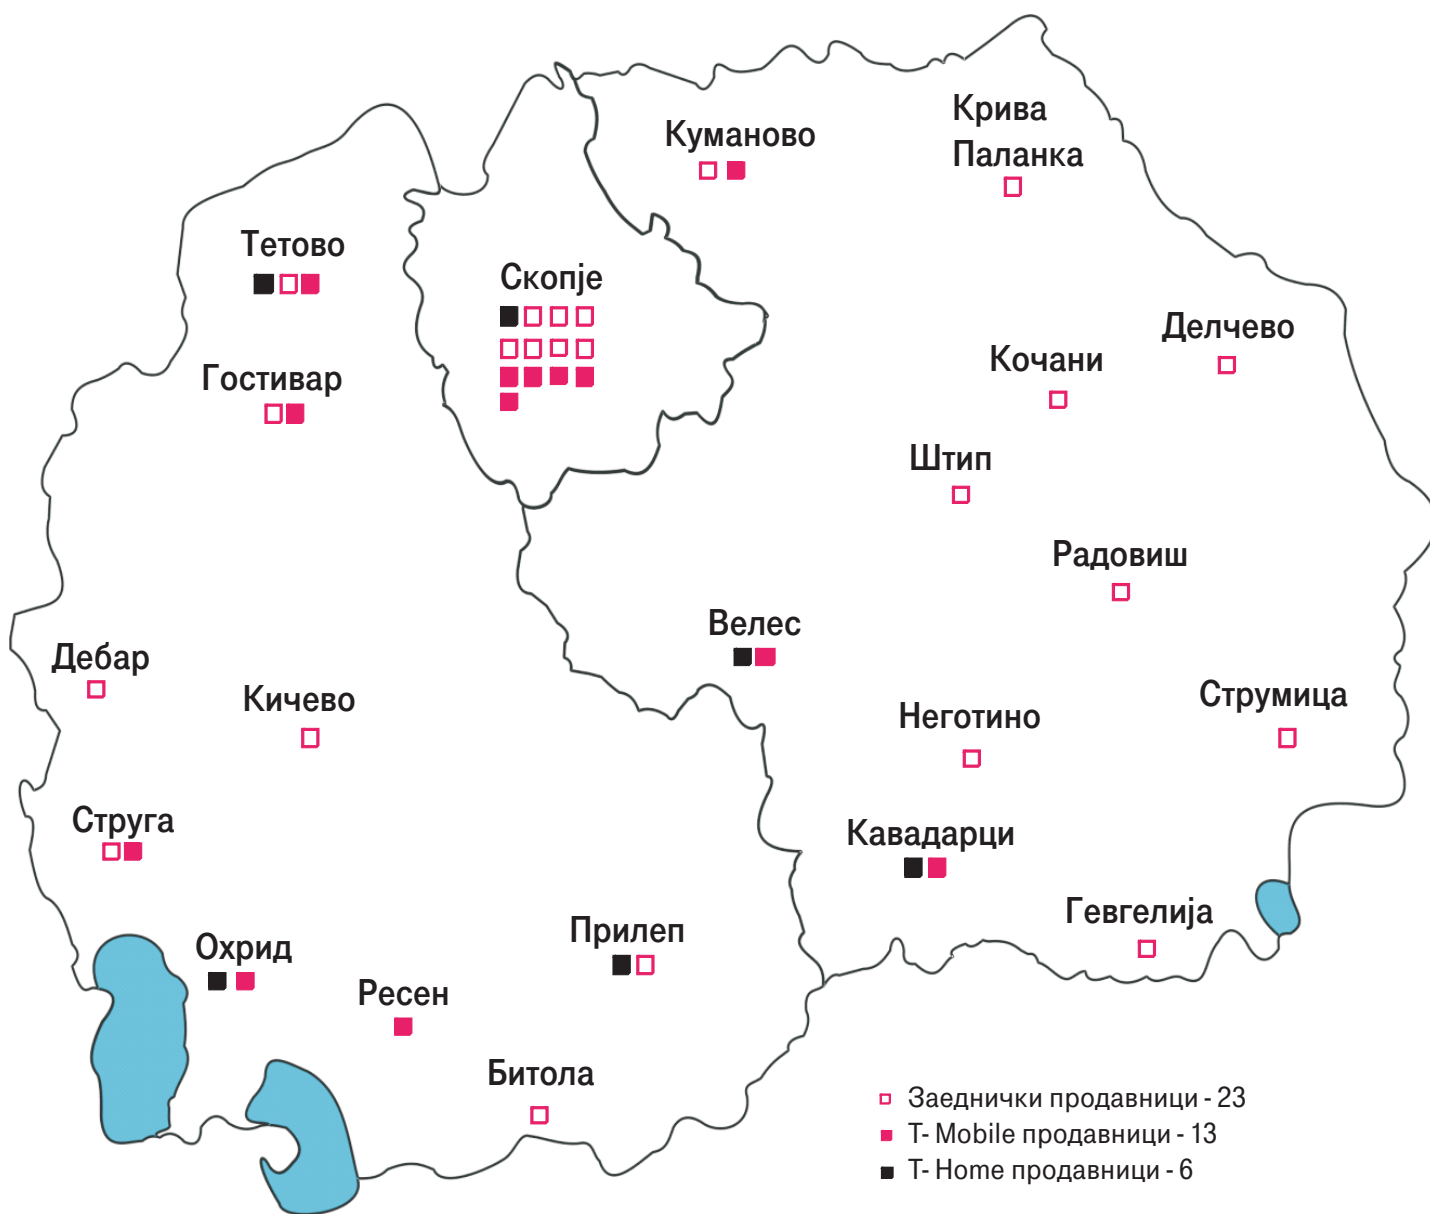 Крива
Паланка
Куманово
Тетово
Скопје
Делчево
Кочани
Гостивар
Штип
Радовиш
Велес
Дебар
Кичево
Струмица
Неготино
Струга
Кавадарци
Гевгелија
Прилеп
Охрид
Ресен
Битола
Заеднички продавници - 23
T- Mobile продавници - 13
T- Home продавници - 6